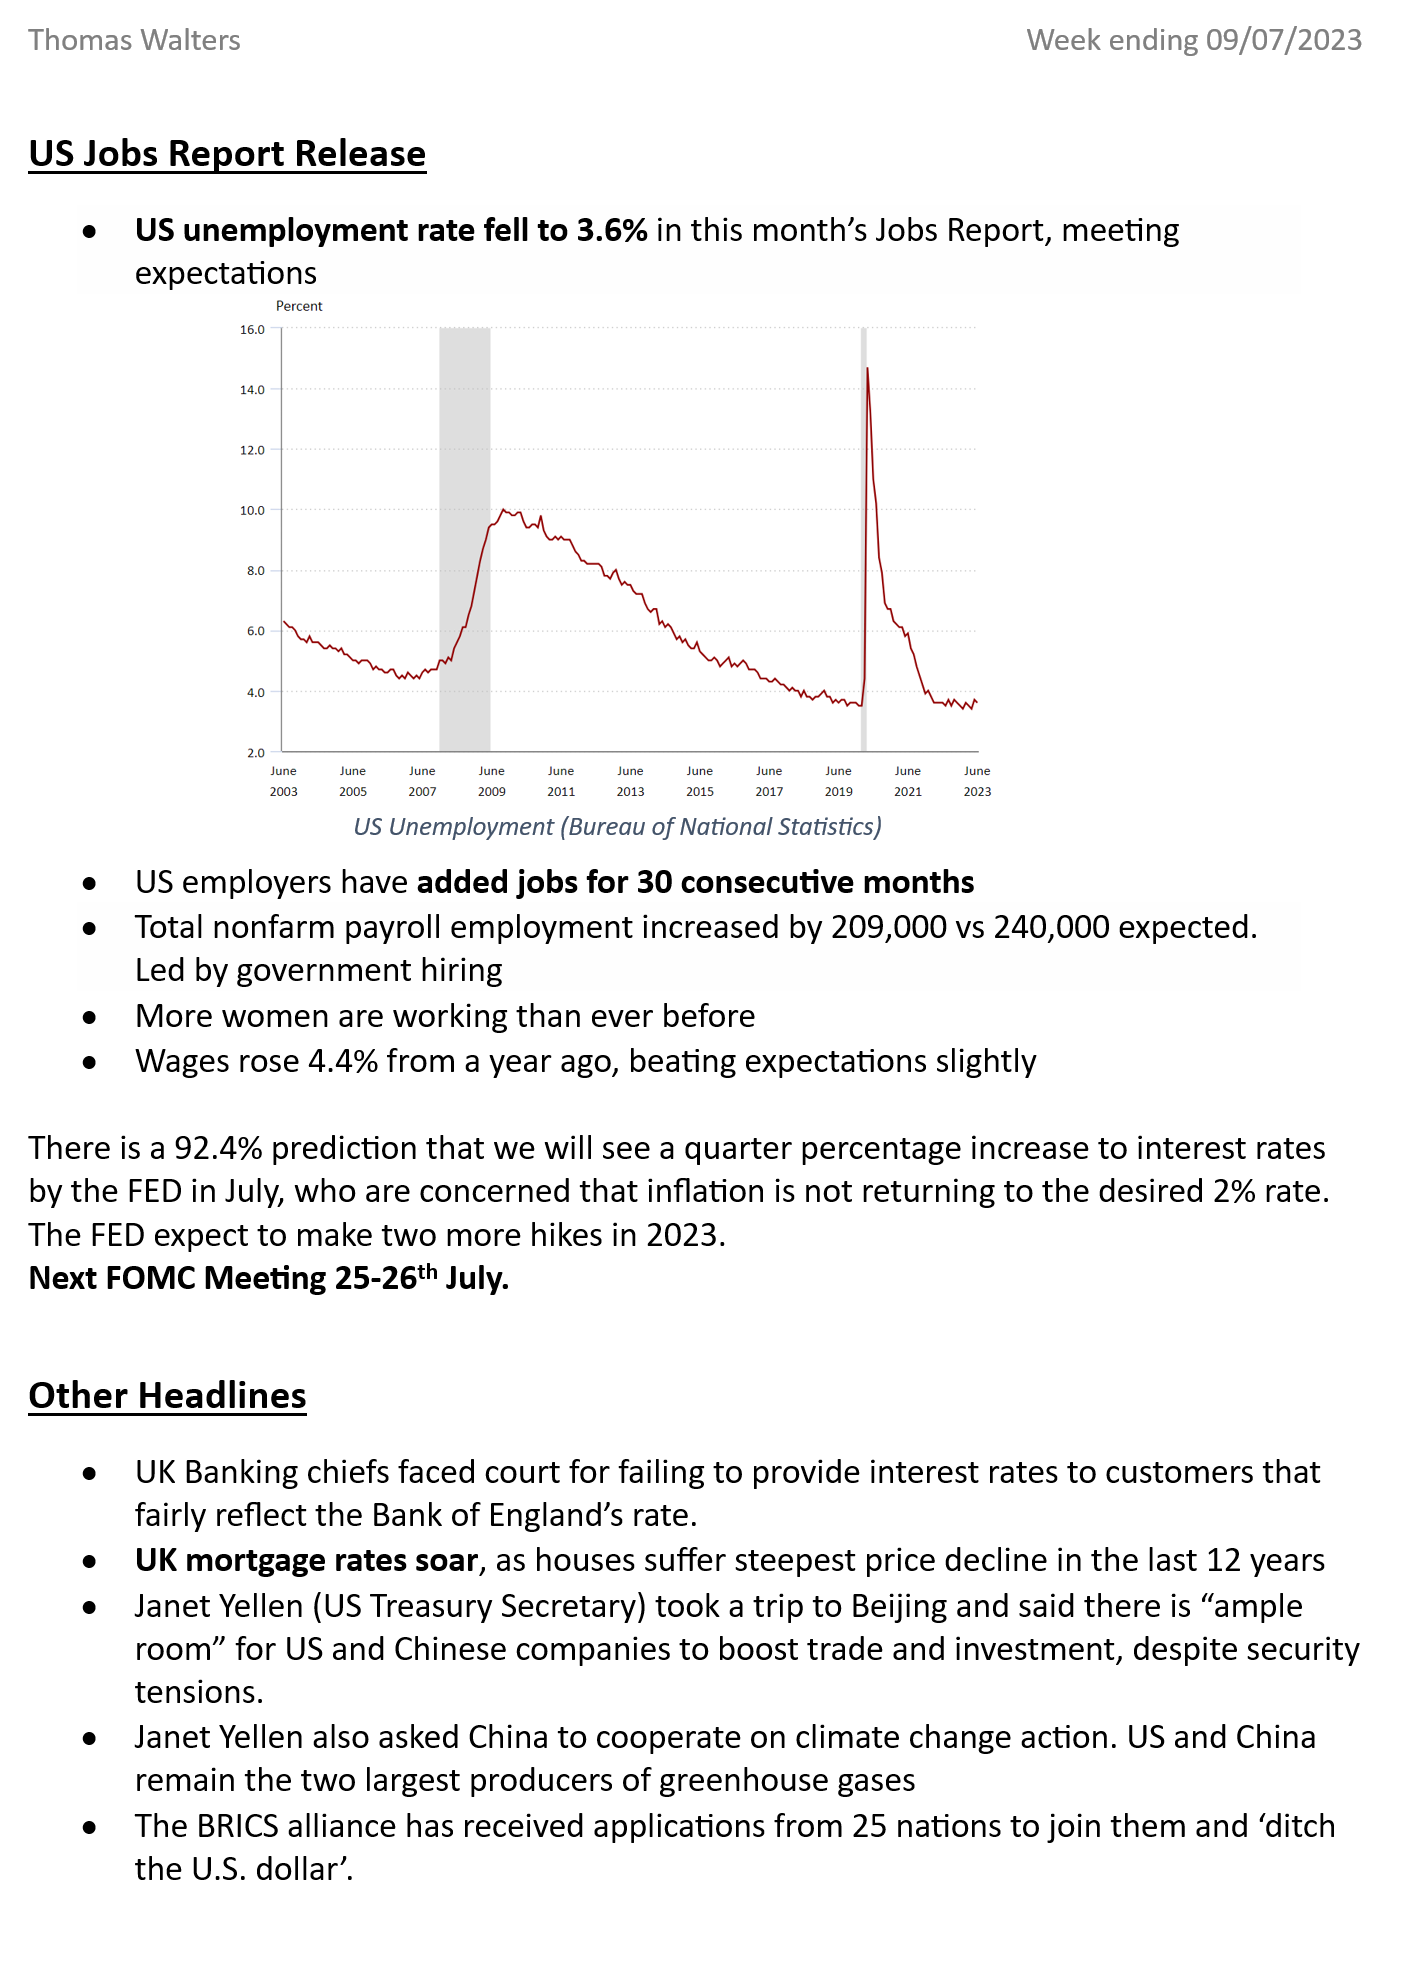 Thomas Walters Week ending 09/07/2023
US Jobs Report Release
• US unemployment rate fell to 3.6% in this month’s Jobs Report, meeting
expectations
Percent
16.0
14.0
12.0
10.0
8.0
6.0
4.0
2.0
June June June June June June June June June June June
2003 2005 2007 2009 2011 2013 2015 2017 2019 2021 2023
US Unemployment (Bureau of National Statistics)
• US employers have added jobs for 30 consecutive months
• Total nonfarm payroll employment increased by 209,000 vs 240,000 expected.
Led by government hiring
• More women are working than ever before
• Wages rose 4.4% from a year ago, beating expectations slightly
There is a 92.4% prediction that we will see a quarter percentage increase to interest rates
by the FED in July, who are concerned that inflation is not returning to the desired 2% rate.
The FED expect to make two more hikes in 2023.
Next FOMC Meeting 25-26th July.
Other Headlines
• UK Banking chiefs faced court for failing to provide interest rates to customers that
fairly reflect the Bank of England’s rate.
• UK mortgage rates soar, as houses suffer steepest price decline in the last 12 years
• Janet Yellen (US Treasury Secretary) took a trip to Beijing and said there is “ample
room” for US and Chinese companies to boost trade and investment, despite security
tensions.
• Janet Yellen also asked China to cooperate on climate change action. US and China
remain the two largest producers of greenhouse gases
• The BRICS alliance has received applications from 25 nations to join them and ‘ditch
the U.S. dollar’.